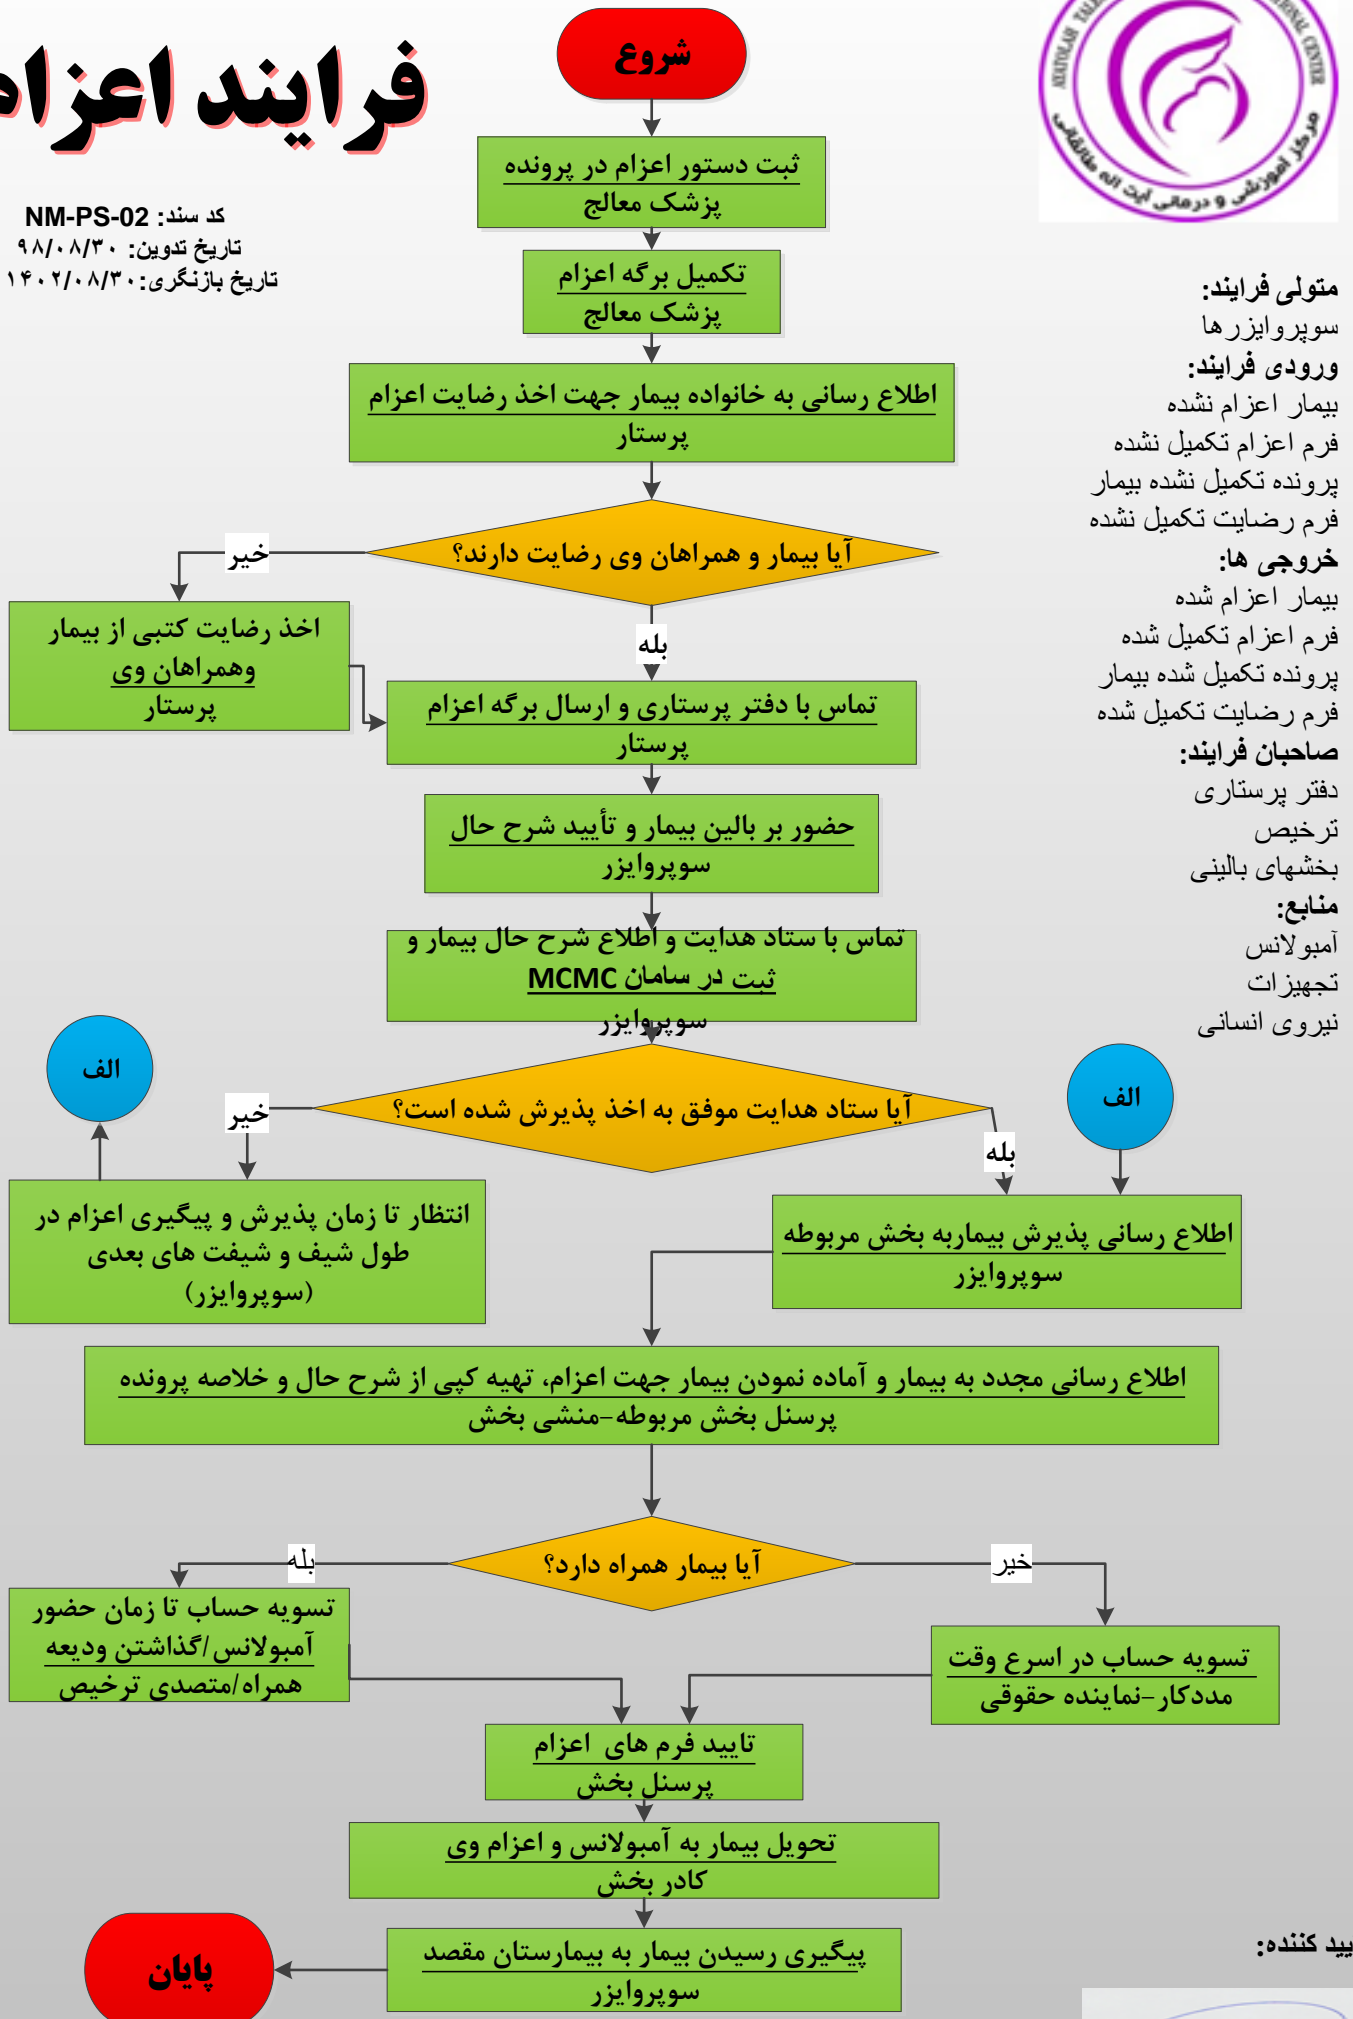 شروع
فرایند اعزام
کد سند: NM-PS-02
تاریخ تدوین: ۹۸/۰۸/۳۰
تاریخ بازنگری: ۱۴۰۲/۰۸/۳۰
مرکز آموزشی و درمانی آیت اله طالقانی
متولی فرایند:
سوپروایزرها
ورودی فرایند:
بیمار اعزام نشده
فرم اعزام تکمیل نشده
پرونده تکمیل نشده بیمار
فرم رضایت تکمیل نشده
خروجی ها:
بیمار اعزام شده
فرم اعزام تکمیل شده
پرونده تکمیل شده بیمار
فرم رضایت تکمیل شده
صاحبان فرایند:
دفتر پرستاری
ترخیص
بخشهای بالینی
منابع:
آمبولانس
تجهیزات
نیروی انسانی
ثبت دستور اعزام در پرونده
پزشک معالج
تکمیل برگه اعزام
پزشک معالج
اطلاع رسانی به خانواده بیمار جهت اخذ رضایت اعزام
پرستار
آیا بیمار و همراهان وی رضایت دارند؟
خیر
بله
اخذ رضایت کتبی از بیمار
وهمراهان وی
پرستار
تماس با دفتر پرستاری و ارسال برگه اعزام
پرستار
حضور بر بالین بیمار و تأیید شرح حال
سوپروایزر
تماس با ستاد هدایت و اطلاع شرح حال بیمار و
ثبت در سامان MCMC
سوپروایزر
الف
آیا ستاد هدایت موفق به اخذ پذیرش شده است؟
خیر
بله
الف
انتظار تا زمان پذیرش و پیگیری اعزام در
طول شیف و شیفت های بعدی
(سوپروایزر)
اطلاع رسانی پذیرش بیماربه بخش مربوطه
سوپروایزر
اطلاع رسانی مجدد به بیمار و آماده نمودن بیمار جهت اعزام، تهیه کپی از شرح حال و خلاصه پرونده
پرسنل بخش مربوطه-منشی بخش
آیا بیمار همراه دارد؟
بله
خیر
تسویه حساب تا زمان حضور
آمبولانس/گذاشتن ودیعه
همراه/متصدی ترخیص
تسویه حساب در اسرع وقت
مددکار-نماینده حقوقی
تایید فرم های اعزام
پرسنل بخش
تحویل بیمار به آمبولانس و اعزام وی
کادر بخش
پیگیری رسیدن بیمار به بیمارستان مقصد
سوپروایزر
پایان
یید کننده: